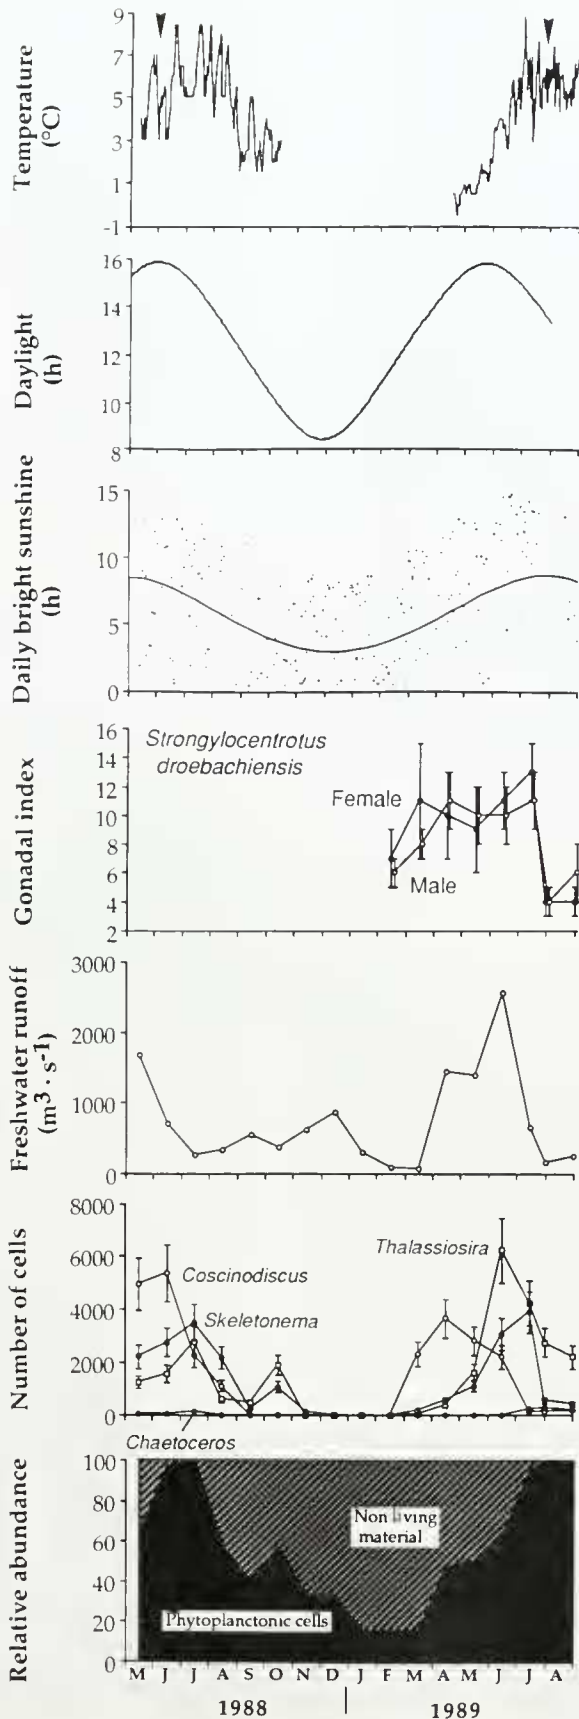 Temperature
(°C)
9
7
5
3
1
-1
Daylight
(h)
16
14
12
10
8
Daily bright sunshine
(h)
15
10
5
0
Gonadal index
16
14
12
10
8
6
4
2
Strongylocentrotus
droebachiensis
Female
Male
Freshwater runoff
(m³ · s⁻¹)
3000
2000
1000
0
Number of cells
8000
6000
4000
2000
0
Thalassiosira
Coscinodiscus
Skeletonema
Chaetoceros
Relative abundance
100
80
60
40
20
0
Non living
material
Phytoplanctonic cells
M J J A S O N D J F M A M J J A
1988 1989